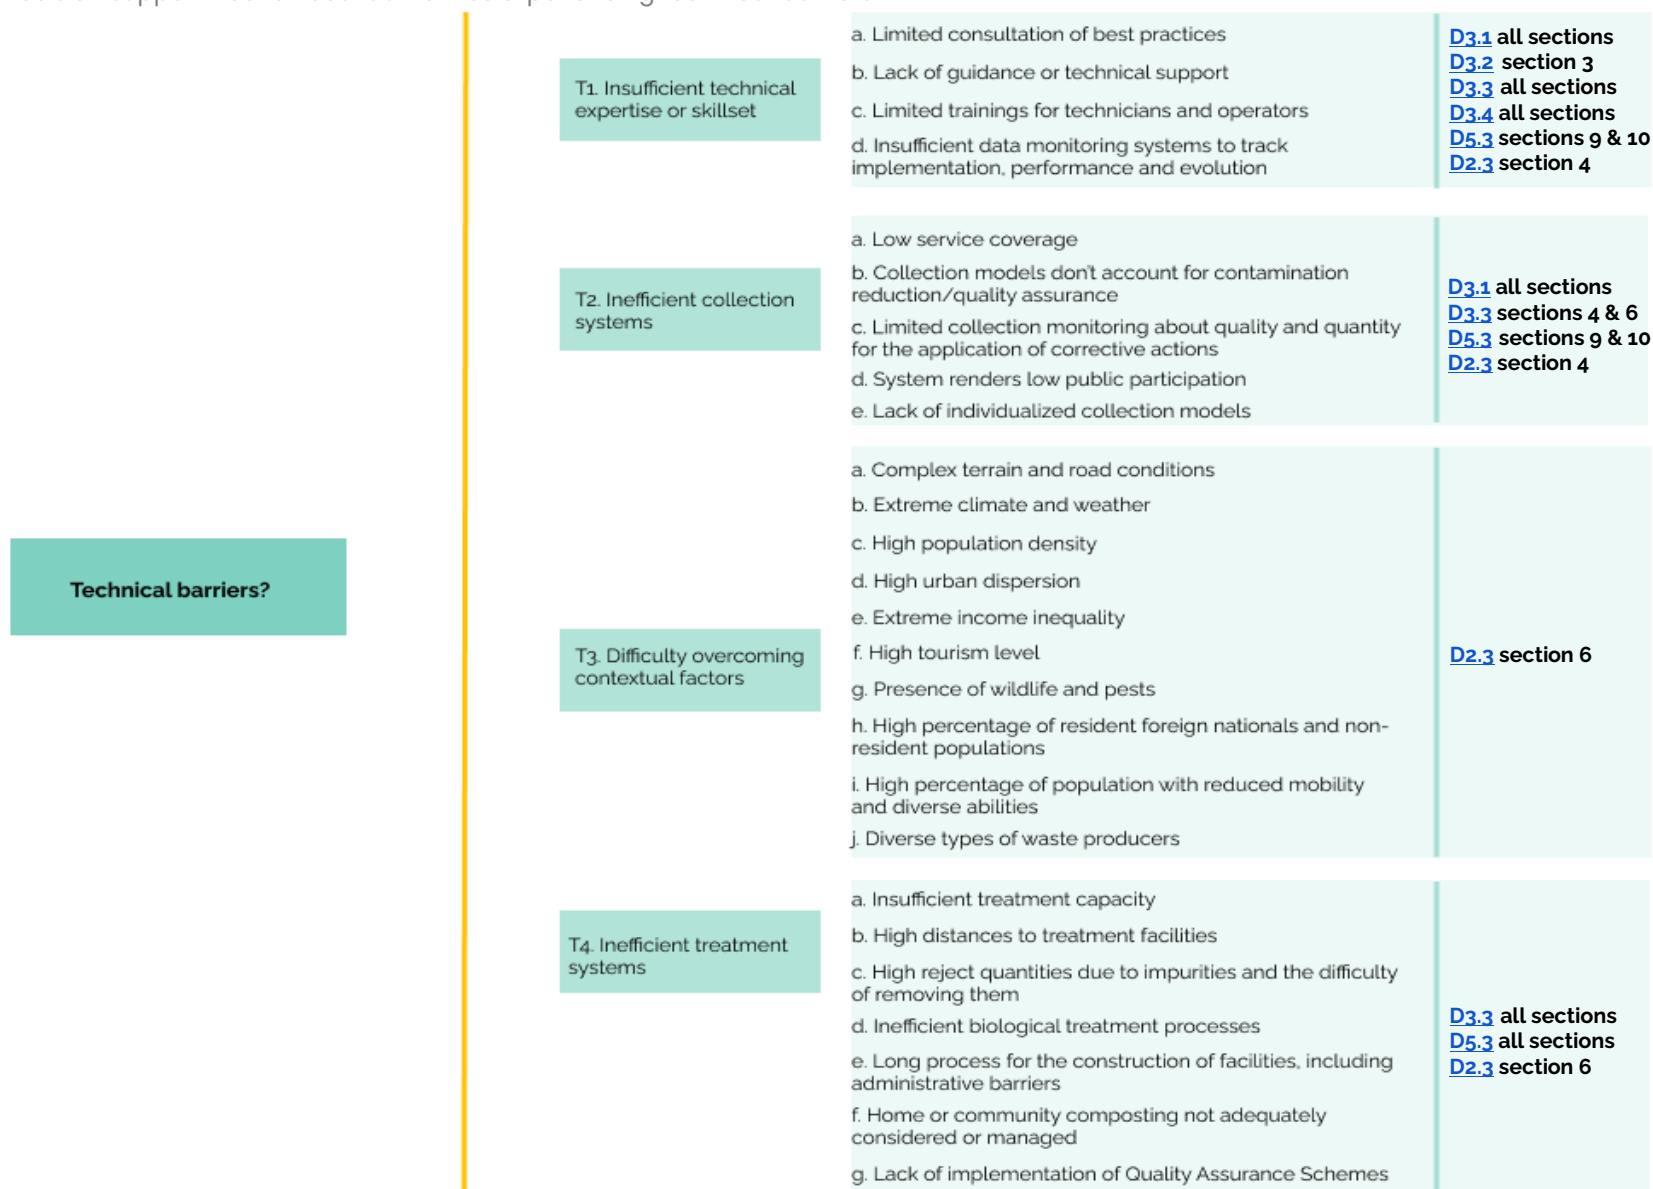 T1. Insufficient technical
expertise or skillset
a. Limited consultation of best practices
b. Lack of guidance or technical support
c. Limited trainings for technicians and operators
d. Insufficient data monitoring systems to track
implementation, performance and evolution
D3.1 all sections
D3.2 section 3
D3.3 all sections
D3.4 all sections
D5.3 sections 9 & 10
D2.3 section 4
T2. Inefficient collection
systems
a. Low service coverage
b. Collection models don't account for contamination
reduction/quality assurance
c. Limited collection monitoring about quality and quantity
for the application of corrective actions
d. System renders low public participation
e. Lack of individualized collection models
D3.1 all sections
D3.3 sections 4 & 6
D5.3 sections 9 & 10
D2.3 section 4
Technical barriers?
T3. Difficulty overcoming
contextual factors
a. Complex terrain and road conditions
b. Extreme climate and weather
c. High population density
d. High urban dispersion
e. Extreme income inequality
f. High tourism level
g. Presence of wildlife and pests
h. High percentage of resident foreign nationals and non-
resident populations
i. High percentage of population with reduced mobility
and diverse abilities
j. Diverse types of waste producers
D2.3 section 6
T4. Inefficient treatment
systems
a. Insufficient treatment capacity
b. High distances to treatment facilities
c. High reject quantities due to impurities and the difficulty
of removing them
d. Inefficient biological treatment processes
e. Long process for the construction of facilities, including
administrative barriers
f. Home or community composting not adequately
considered or managed
g. Lack of implementation of Quality Assurance Schemes
D3.3 all sections
D5.3 all sections
D2.3 section 6